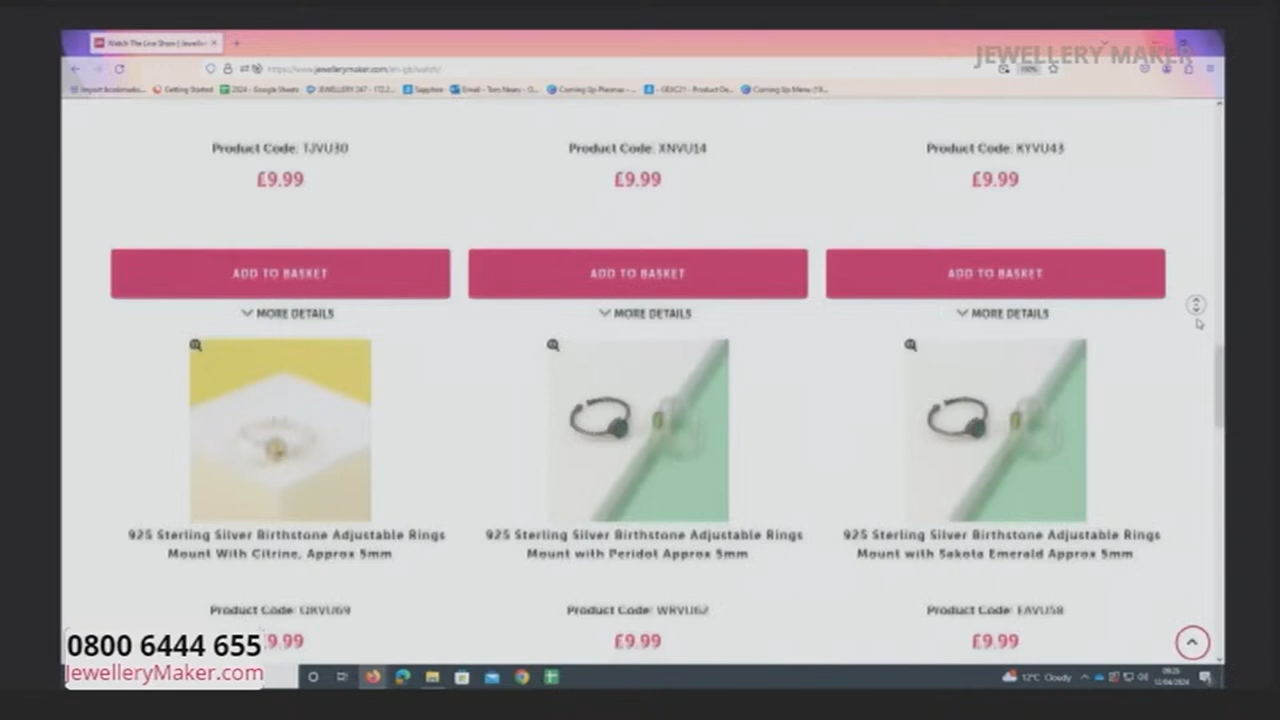 JEWELLERY MAKER
Watch The Live Show | Jewelle
https://www.jewellerymaker.com/en-gb/watch/
Import bookmarks... Getting Started 2024 - Google Sheets JEWELLERY 247 - 172.2... Sapphire Email - Tom Neary - O... Coming Up Plasmas - ... Coming Up Menu (19...
Product Code: TJVU30 Product Code: XNVU14 Product Code: KYVU43
£9.99 £9.99 £9.99
ADD TO BASKET ADD TO BASKET ADD TO BASKET
MORE DETAILS MORE DETAILS MORE DETAILS
925 Sterling Silver Birthstone Adjustable Rings 925 Sterling Silver Birthstone Adjustable Rings 925 Sterling Silver Birthstone Adjustable Rings
Mount With Citrine, Approx 5mm Mount with Peridot Approx 5mm Mount with Sakota Emerald Approx 5mm
Product Code: QKVU69 Product Code: WRVU62 Product Code: EAVU58
9.99 £9.99 £9.99
0800 6444 655
JewelleryMaker.com
12°C Cloudy
12/04/2024